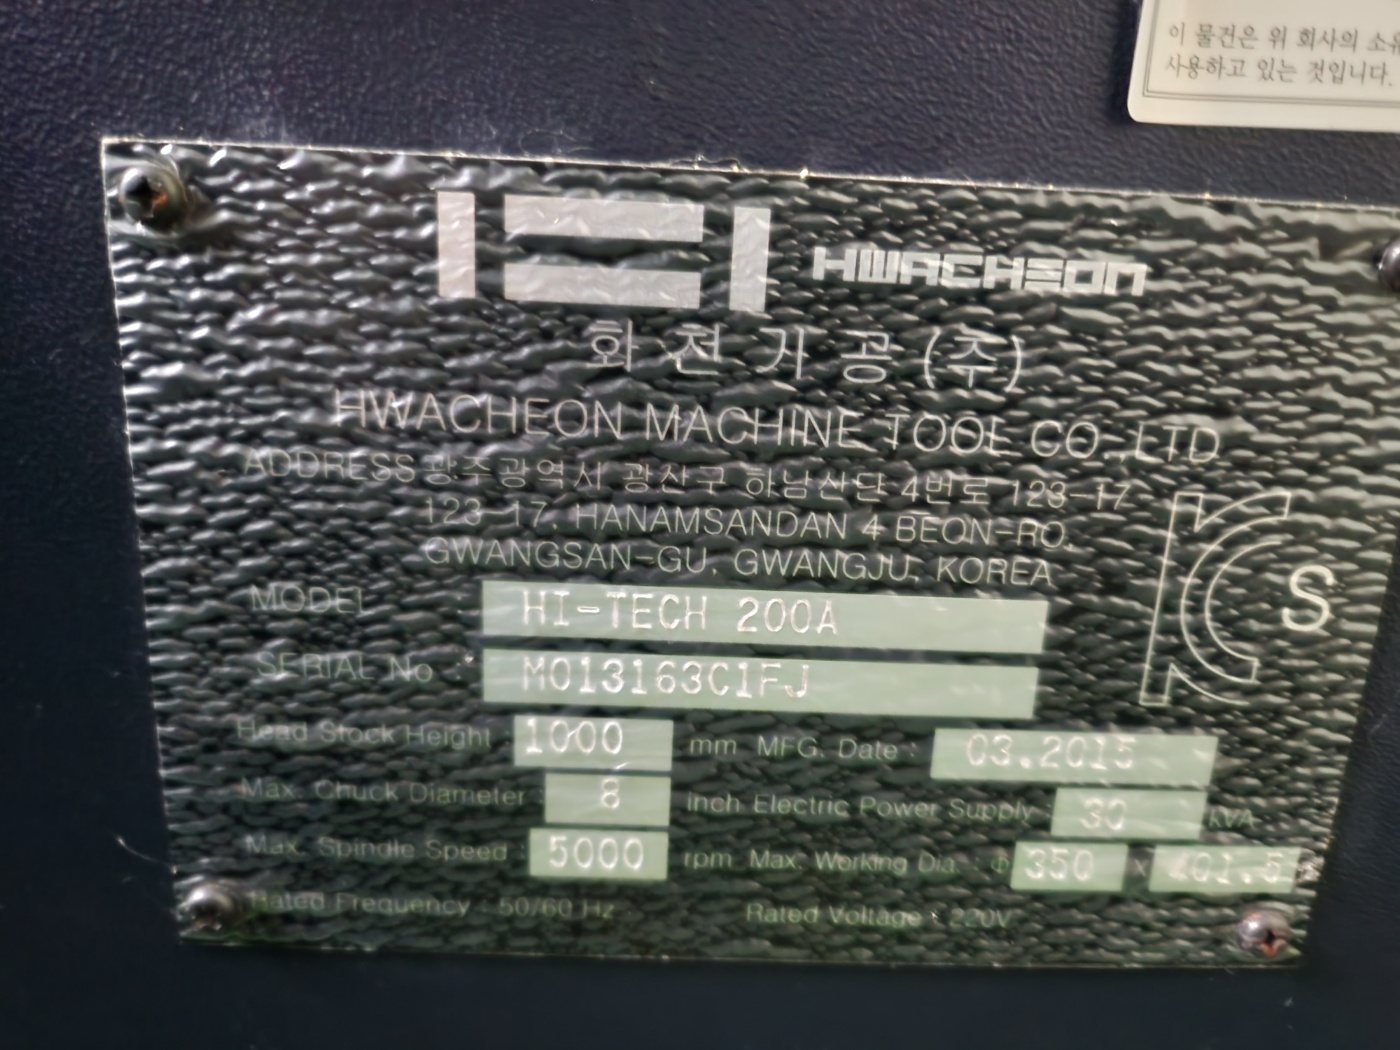 이 물건은 위 회사의 소유
사용하고 있는 것입니다.
HWACHEON
화천기공(주)
HWACHEON MACHINE TOOL CO.,LTD
ADDRESS 광주광역시 광산구 하남산단 4번로 123-17
123-17, HANAMSANDAN 4 BEON-RO,
GWANGSAN-GU, GWANGJU, KOREA
MODEL HI-TECH 200A
SERIAL No M013163C1FJ
Head Stock Height 1000 mm MFG. Date : 03.2015
Max. Chuck Diameter 8 inch Electric Power Supply 30 KVA
Max. Spindle Speed : 5000 rpm Max. Working Dia. : Φ 350 x
Rated Frequency : 50/60 Hz Rated Voltage : 220V
KC S